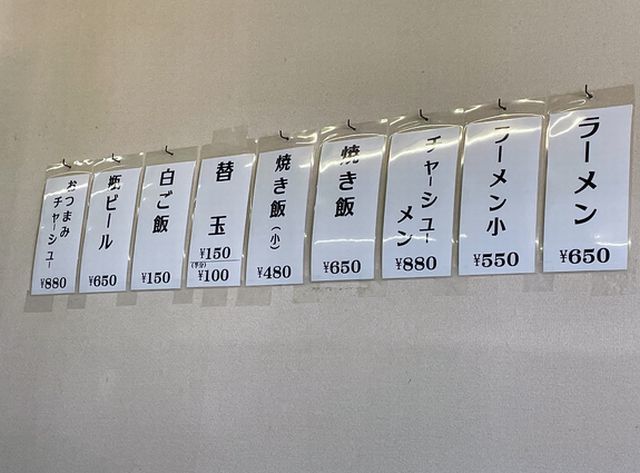 ラーメン
¥650
ラーメン小
¥550
チャーシュー
メン
¥880
焼き飯
¥650
焼き飯(小)
¥480
替玉
¥150
(半分)
¥100
白ご飯
¥150
瓶ビール
¥650
おつまみ
チャーシュー
¥880